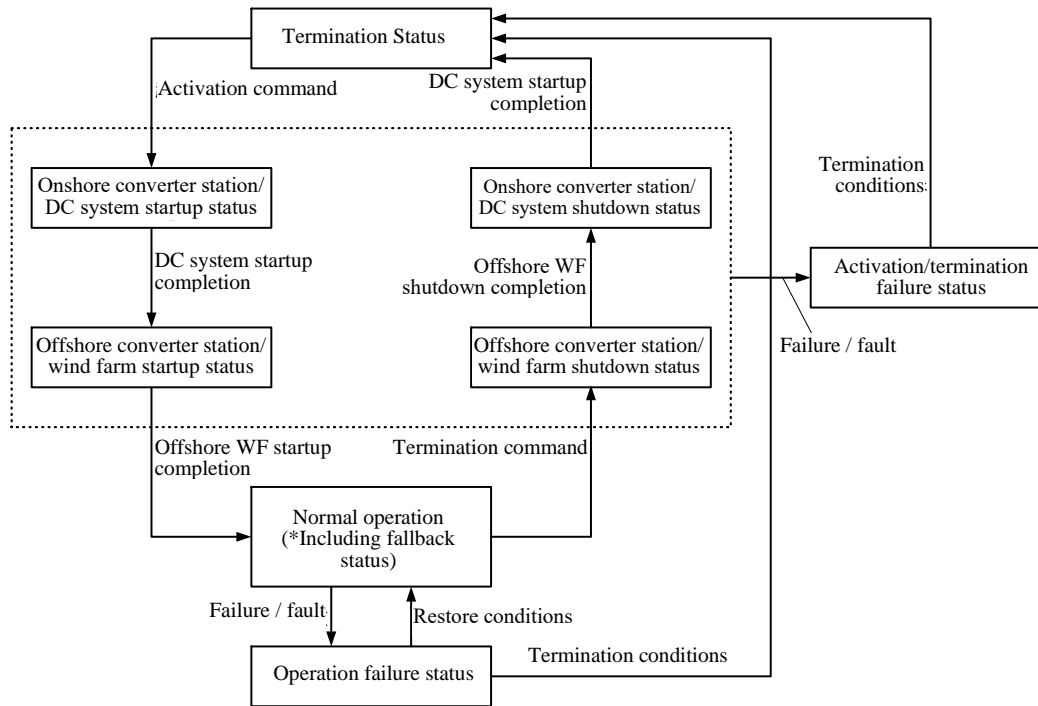 Termination Status
Activation command
DC system startup
completion
Onshore converter station/
DC system startup status
Onshore converter station/
DC system shutdown status
Termination
conditions
DC system startup
completion
Offshore WF
shutdown completion
Activation/termination
failure status
Failure / fault
Offshore converter station/
wind farm startup status
Offshore converter station/
wind farm shutdown status
Offshore WF startup
completion
Termination command
Normal operation
(*Including fallback
status)
Failure / fault
Restore conditions
Operation failure status
Termination conditions